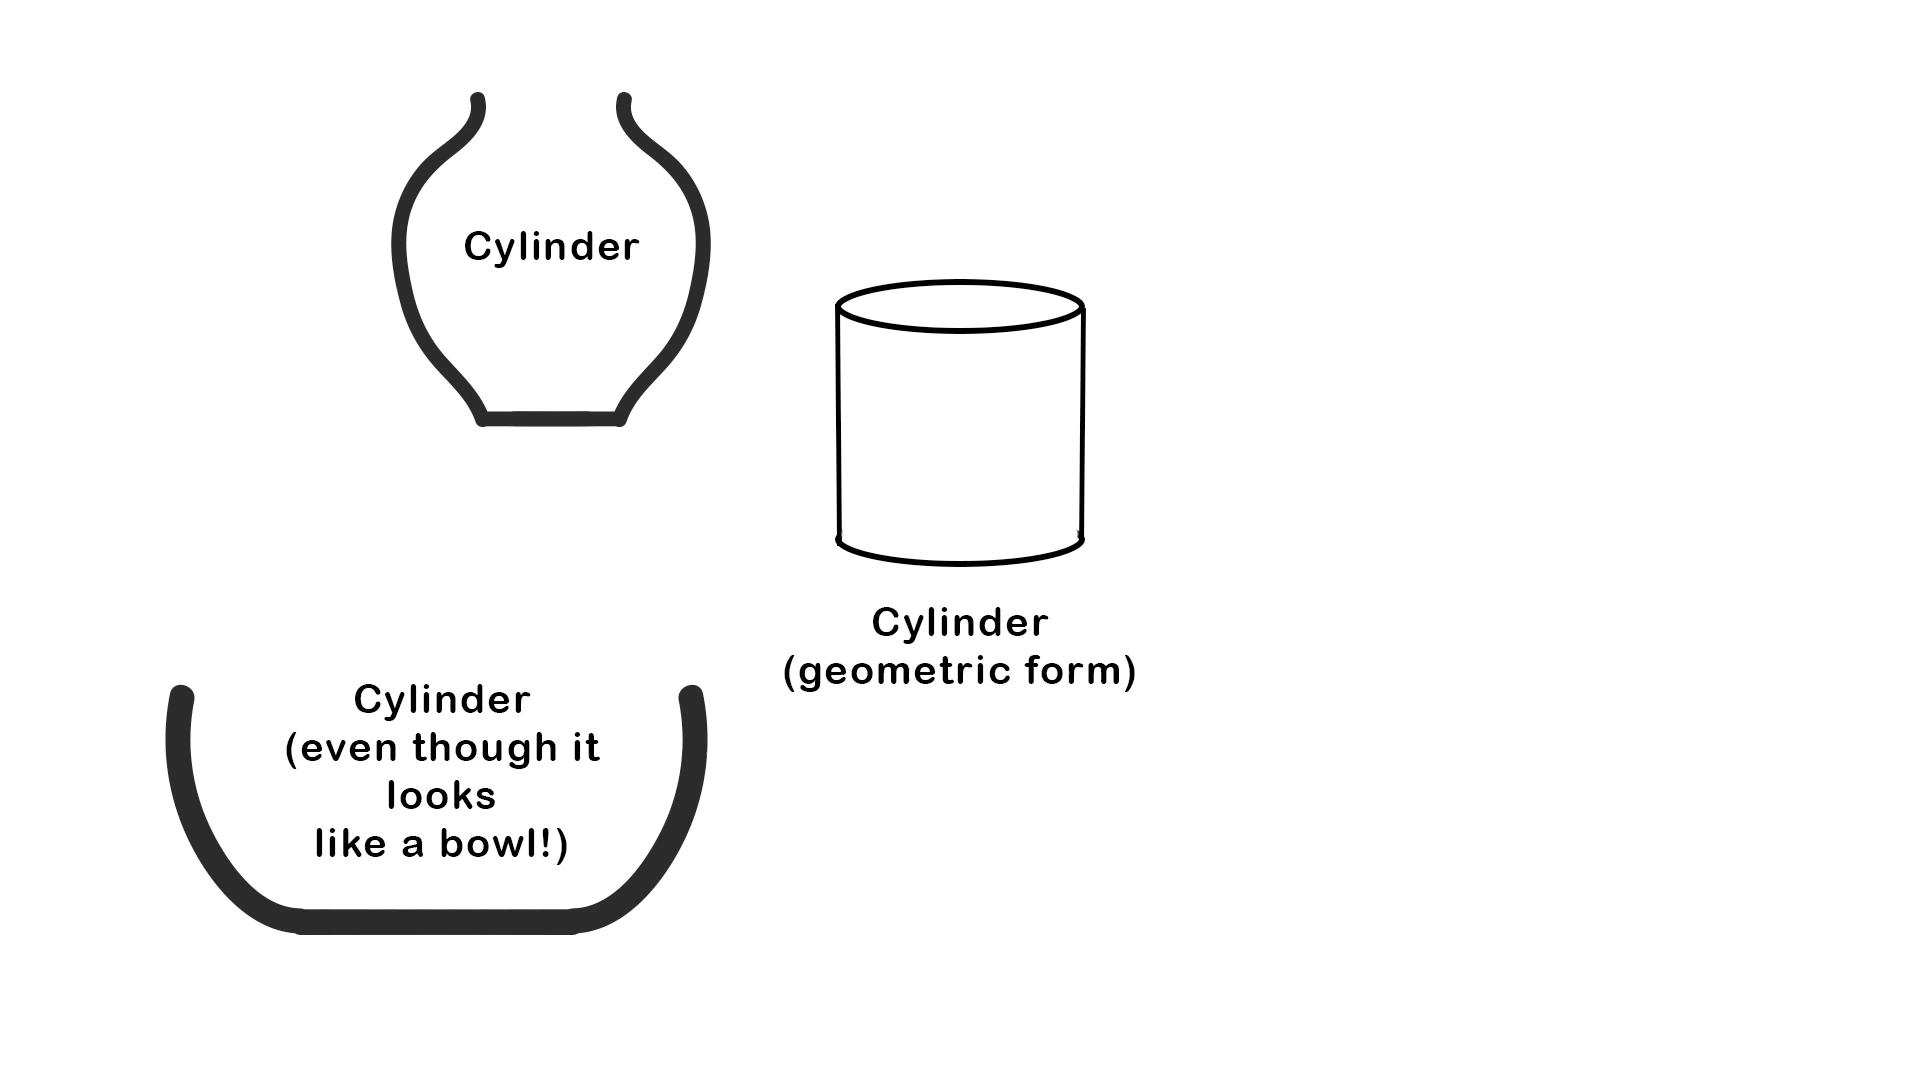 Cylinder
Cylinder
(geometric form)
Cylinder
(even though it
looks
like a bowl!)